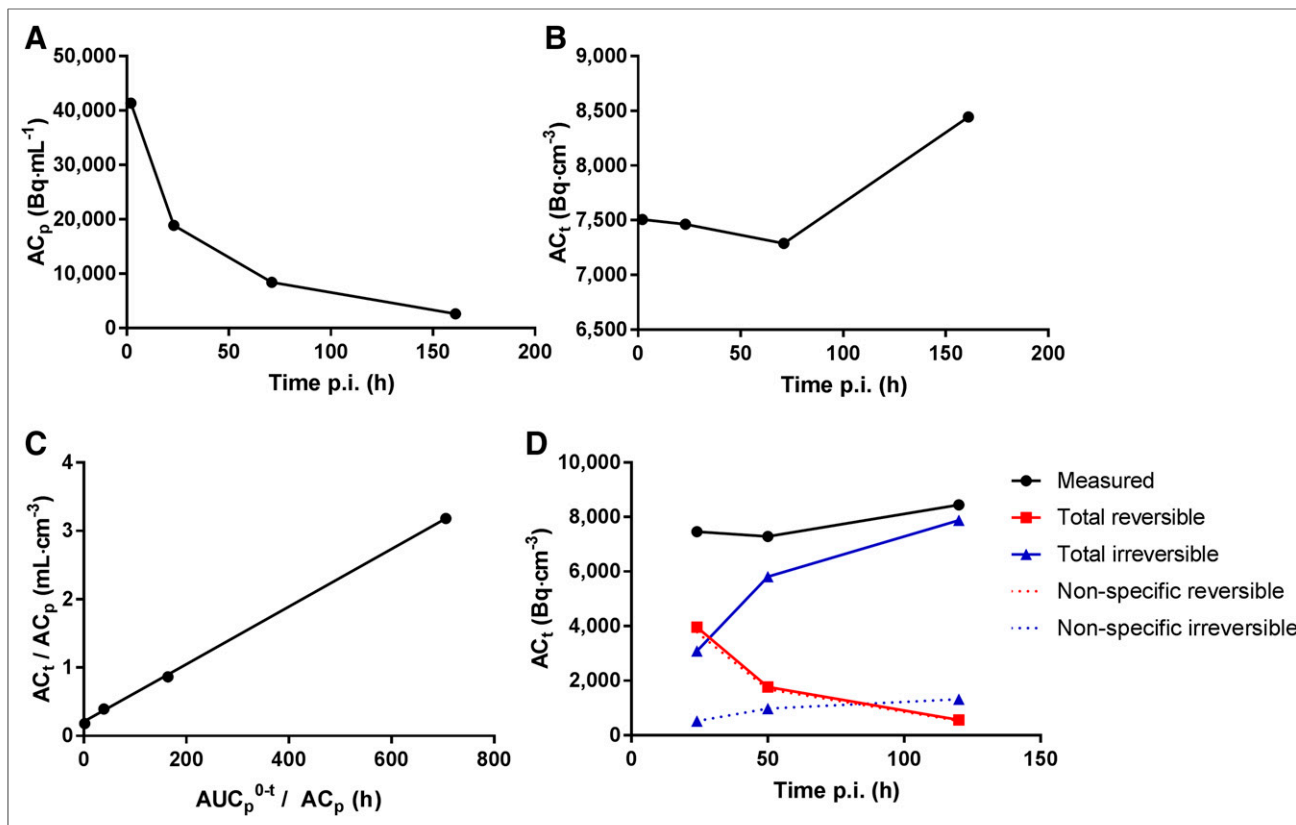 A
50,000
40,000
30,000
20,000
10,000
0
ACp (Bq·mL⁻¹)
0 50 100 150 200
Time p.i. (h)
B
9,000
8,500
8,000
7,500
7,000
6,500
ACt (Bq·cm⁻³)
0 50 100 150 200
Time p.i. (h)
C
4
3
2
1
0
ACt / ACp (mL·cm⁻³)
0 200 400 600 800
AUCp⁰⁻ᵗ / ACp (h)
D
10,000
8,000
6,000
4,000
2,000
0
ACt (Bq·cm⁻³)
0 50 100 150
Time p.i. (h)
Measured
Total reversible
Total irreversible
Non-specific reversible
Non-specific irreversible